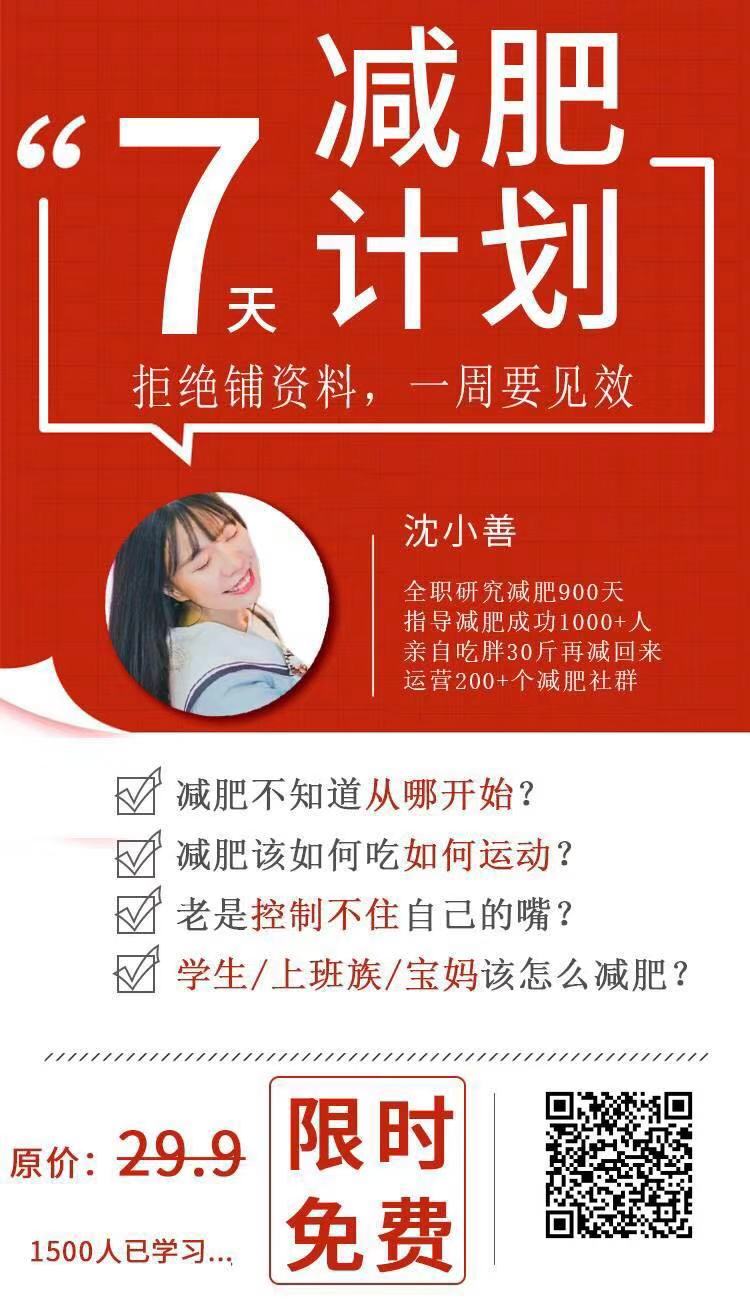 “7天
减肥
计划
拒绝铺资料，一周要见效
沈小善
全职研究减肥900天
指导减肥成功1000+人
亲自吃胖30斤再减回来
运营200+个减肥社群
减肥不知道从哪开始？
减肥该如何吃如何运动？
老是控制不住自己的嘴？
学生/上班族/宝妈该怎么减肥？
原价：29.9
1500人已学习...
限时
免费